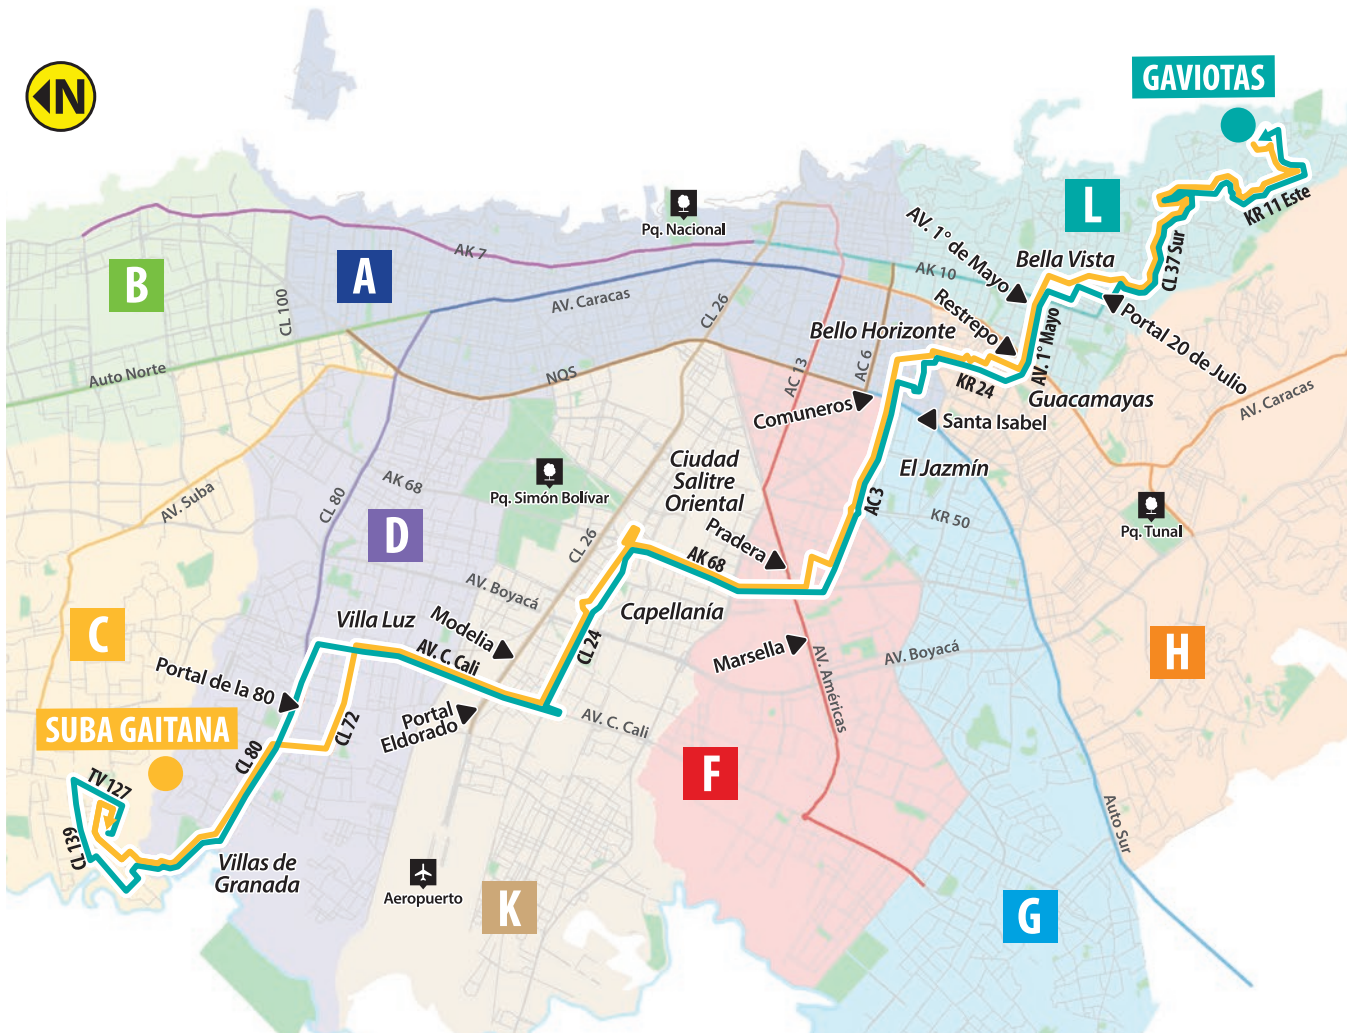 N
GAVIOTAS
Pq. Nacional
L
KR 11 Este
AV. 1° de Mayo
Bella Vista
CL 37 Sur
B
A
AK 7
AK 10
CL 100
AV. Caracas
CL 26
Restrepo
Portal 20 de Julio
Bello Horizonte
AV. 1° Mayo
Auto Norte
NQS
AC 13
AC 6
KR 24
Guacamayas
AV. Caracas
Comuneros
Santa Isabel
Ciudad
Salitre
Oriental
El Jazmín
AV. Suba
AK 68
CL 80
Pq. Simón Bolívar
AC 3
KR 50
Pq. Tunal
D
CL 26
Pradera
AK 68
AV. Boyacá
C
Villa Luz
Modelia
Capellanía
CL 24
AV. C. Cali
Marsella
AV. Boyacá
H
Portal de la 80
AV. Américas
SUBA GAITANA
CL 72
Portal
Eldorado
AV. C. Cali
CL 80
F
TV 127
CL 139
Auto Sur
Villas de
Granada
Aeropuerto
K
G